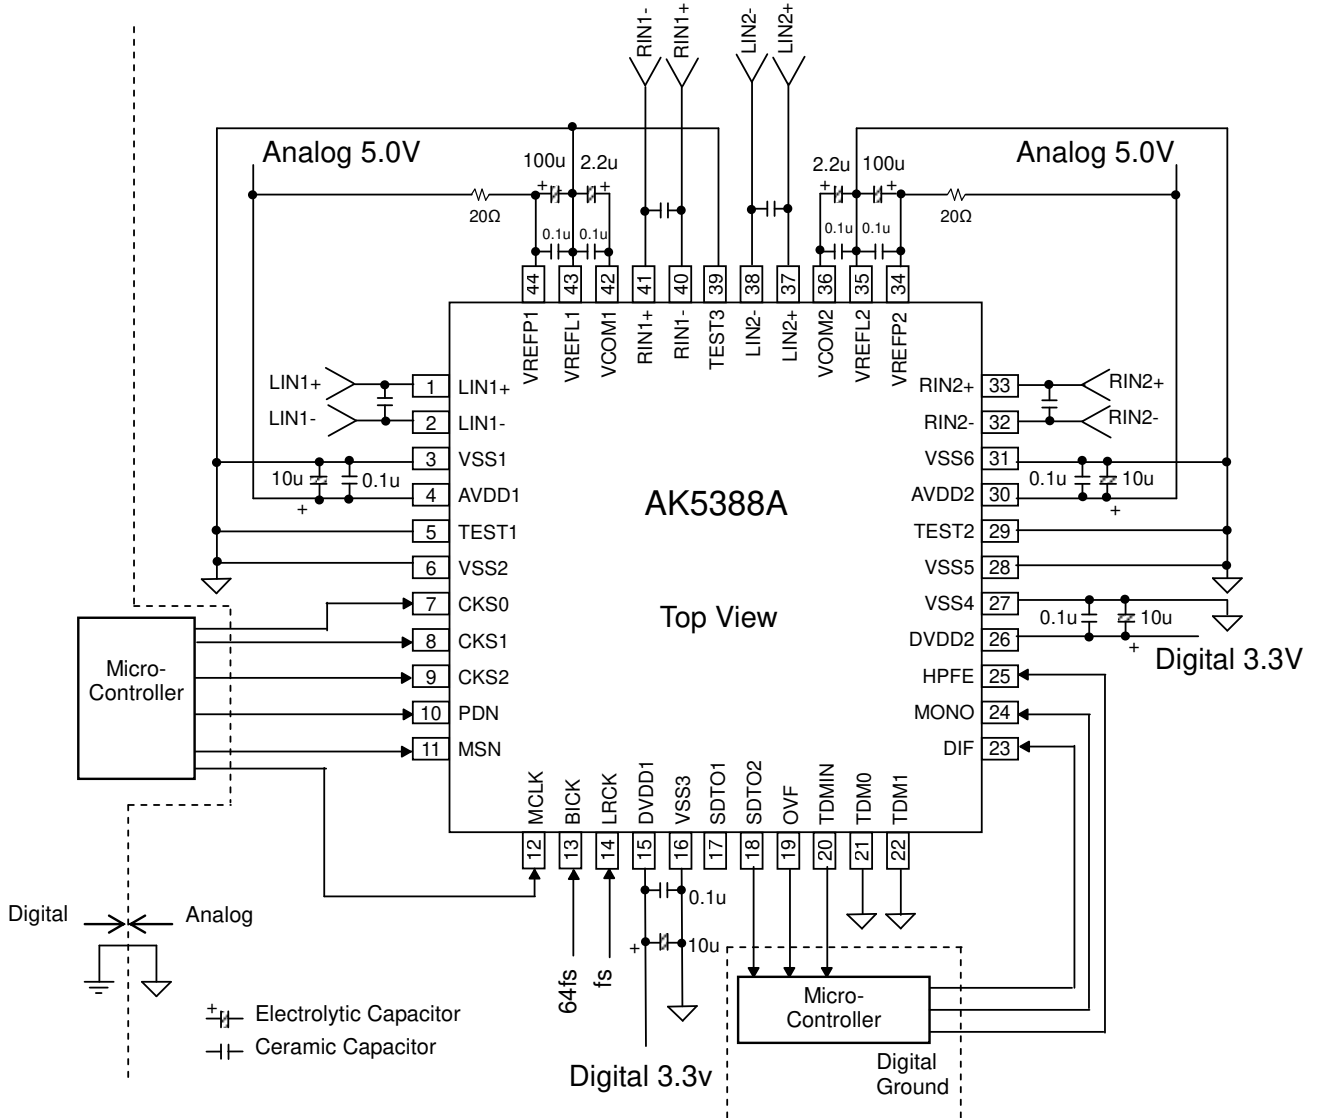 RIN1-
RIN1+
LIN2-
LIN2+
Analog 5.0V
100u
2.2u
2.2u
100u
Analog 5.0V
+
+
+
+
20Ω
20Ω
0.1u
0.1u
0.1u
0.1u
44
43
42
41
40
39
38
37
36
35
34
VREFP1
VREFL1
VCOM1
RIN1+
RIN1-
TEST3
LIN2-
LIN2+
VCOM2
VREFL2
VREFP2
LIN1+
1
LIN1+
RIN2+
33
RIN2+
LIN1-
2
LIN1-
RIN2-
32
RIN2-
3
VSS1
VSS6
31
10u
0.1u
0.1u
10u
4
AVDD1
AVDD2
30
+
+
AK5388A
5
TEST1
TEST2
29
6
VSS2
VSS5
28
7
CKS0
VSS4
27
Top View
0.1u
10u
8
CKS1
DVDD2
26
+
Digital 3.3V
Micro-
Controller
9
CKS2
HPFE
25
10
PDN
MONO
24
11
MSN
DIF
23
MCLK
BICK
LRCK
DVDD1
VSS3
SDTO1
SDTO2
OVF
TDMIN
TDM0
TDM1
12
13
14
15
16
17
18
19
20
21
22
0.1u
Digital
Analog
+
10u
64fs
fs
Micro-
Controller
+
Electrolytic Capacitor
Ceramic Capacitor
Digital 3.3v
Digital
Ground